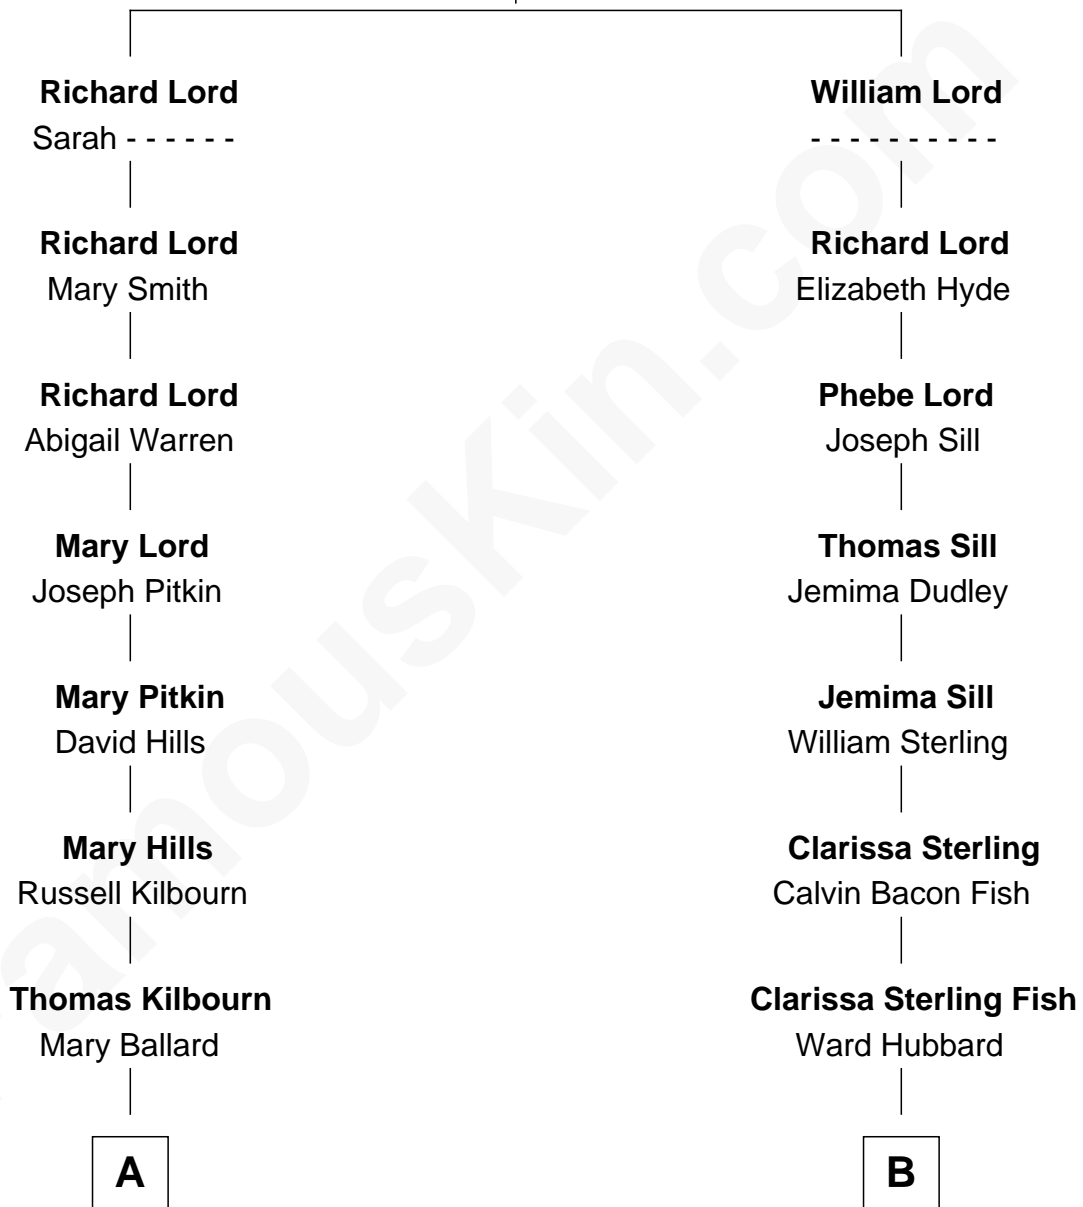 Richard Lord
Sarah - - - - - -
William Lord
- - - - - - - - - -
Richard Lord
Mary Smith
Richard Lord
Elizabeth Hyde
Richard Lord
Abigail Warren
Phebe Lord
Joseph Sill
Mary Lord
Joseph Pitkin
Thomas Sill
Jemima Dudley
Mary Pitkin
David Hills
Jemima Sill
William Sterling
Mary Hills
Russell Kilbourn
Clarissa Sterling
Calvin Bacon Fish
Thomas Kilbourn
Mary Ballard
Clarissa Sterling Fish
Ward Hubbard
A
B
amouskin.com